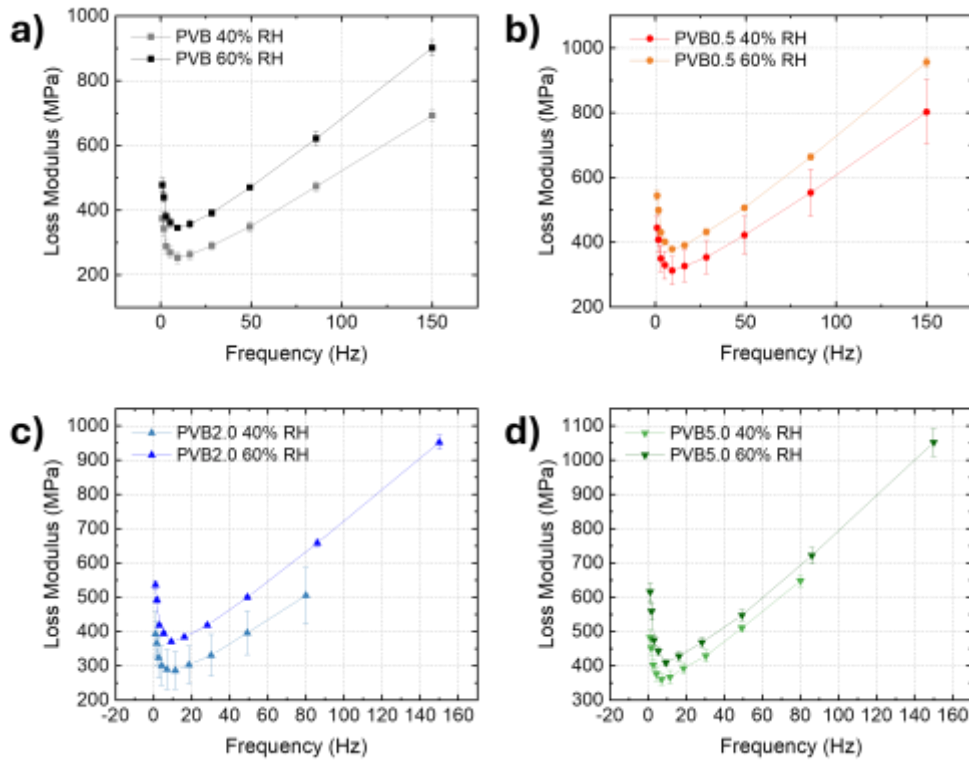 a)
PVB 40% RH
PVB 60% RH
Loss Modulus (MPa)
1000
800
600
400
200
0 50 100 150
Frequency (Hz)
b)
PVB0.5 40% RH
PVB0.5 60% RH
Loss Modulus (MPa)
1000
800
600
400
200
0 50 100 150
Frequency (Hz)
c)
PVB2.0 40% RH
PVB2.0 60% RH
Loss Modulus (MPa)
1000
900
800
700
600
500
400
300
200
-20 0 20 40 60 80 100 120 140 160
Frequency (Hz)
d)
PVB5.0 40% RH
PVB5.0 60% RH
Loss Modulus (MPa)
1100
1000
900
800
700
600
500
400
300
-20 0 20 40 60 80 100 120 140 160
Frequency (Hz)